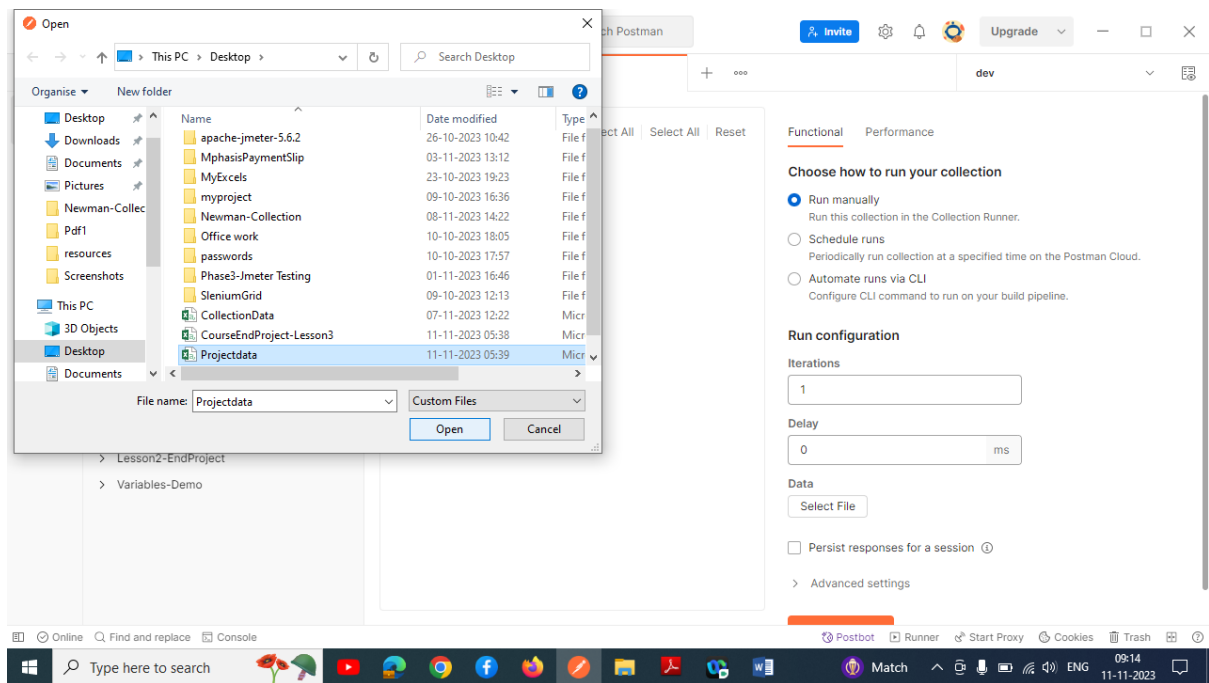 Open
ch Postman
Invite
Upgrade
This PC > Desktop >
Search Desktop
dev
Organise
New folder
Name
Date modified
Type
Desktop
Downloads
Documents
Pictures
Newman-Collec
Pdf1
resources
Screenshots
This PC
3D Objects
Desktop
Documents
apache-jmeter-5.6.2 26-10-2023 10:42 File f
MphasisPaymentSlip 03-11-2023 13:12 File f
MyExcels 23-10-2023 19:23 File f
myproject 09-10-2023 16:36 File f
Newman-Collection 08-11-2023 14:22 File f
Office work 10-10-2023 18:05 File f
passwords 10-10-2023 17:57 File f
Phase3-Jmeter Testing 01-11-2023 16:46 File f
SleniumGrid 09-10-2023 12:13 File f
CollectionData 07-11-2023 12:22 Micr
CourseEndProject-Lesson3 11-11-2023 05:38 Micr
Projectdata 11-11-2023 05:39 Micr
File name: Projectdata
Custom Files
Open
Cancel
Lesson2-EndProject
Variables-Demo
ect All Select All Reset
Functional Performance
Choose how to run your collection
Run manually
Run this collection in the Collection Runner.
Schedule runs
Periodically run collection at a specified time on the Postman Cloud.
Automate runs via CLI
Configure CLI command to run on your build pipeline.
Run configuration
Iterations
1
Delay
0 ms
Data
Select File
Persist responses for a session
Advanced settings
Online Find and replace Console
Postbot Runner Start Proxy Cookies Trash
Type here to search
Match
ENG
09:14
11-11-2023